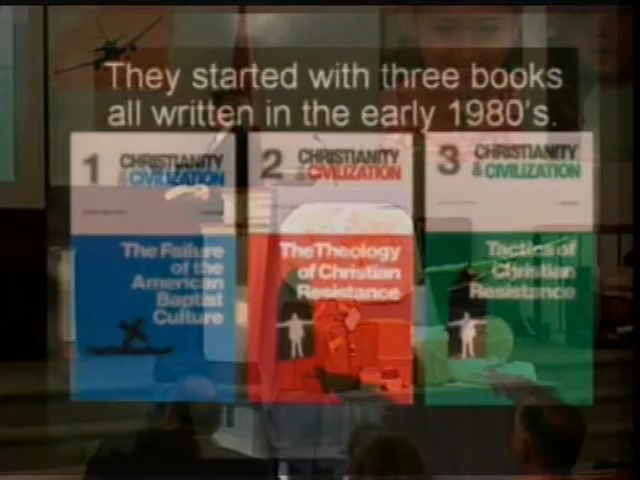 They started with three books
all written in the early 1980's.
1 CHRISTIANITY
& CIVILIZATION
The Failure
of the
American
Baptist
Culture
2 CHRISTIANITY
& CIVILIZATION
The Theology
of Christian
Resistance
3 CHRISTIANITY
& CIVILIZATION
Tactics of
Christian
Resistance